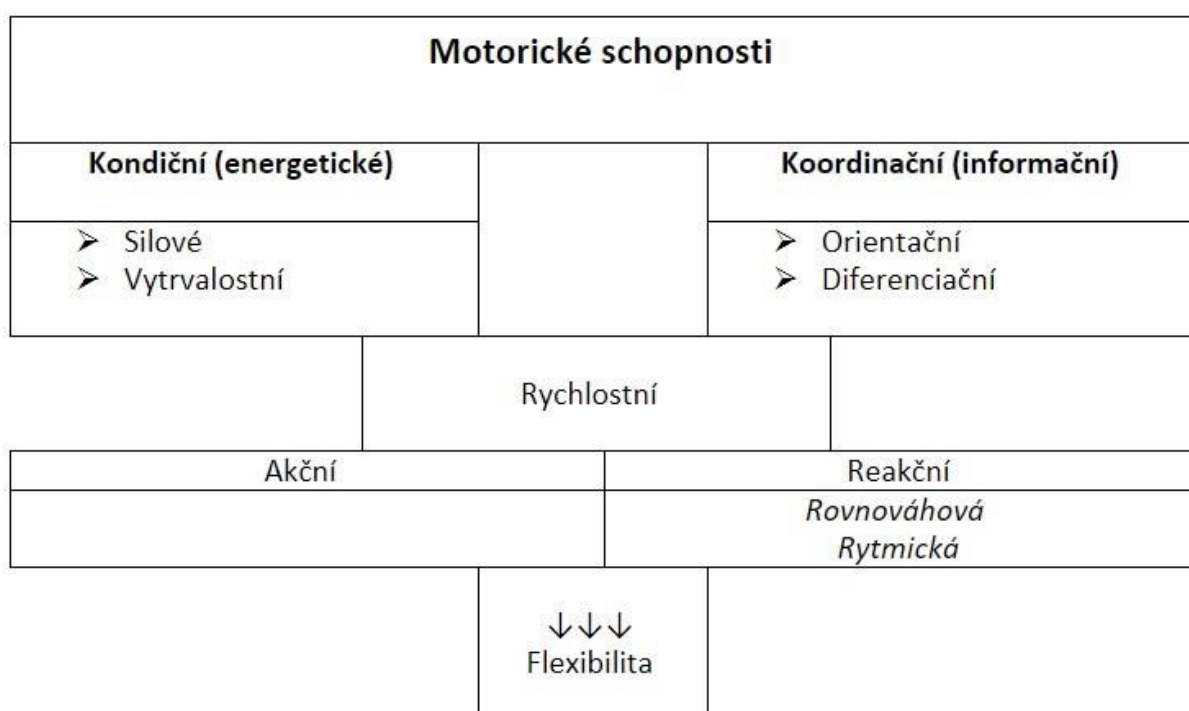 Motorické schopnosti
Kondiční (energetické)
Koordinační (informační)
➢ Silové
➢ Vytrvalostní
➢ Orientační
➢ Diferenciační
Rychlostní
Akční
Reakční
Rovnováhová
Rytmická
↓↓↓
Flexibilita